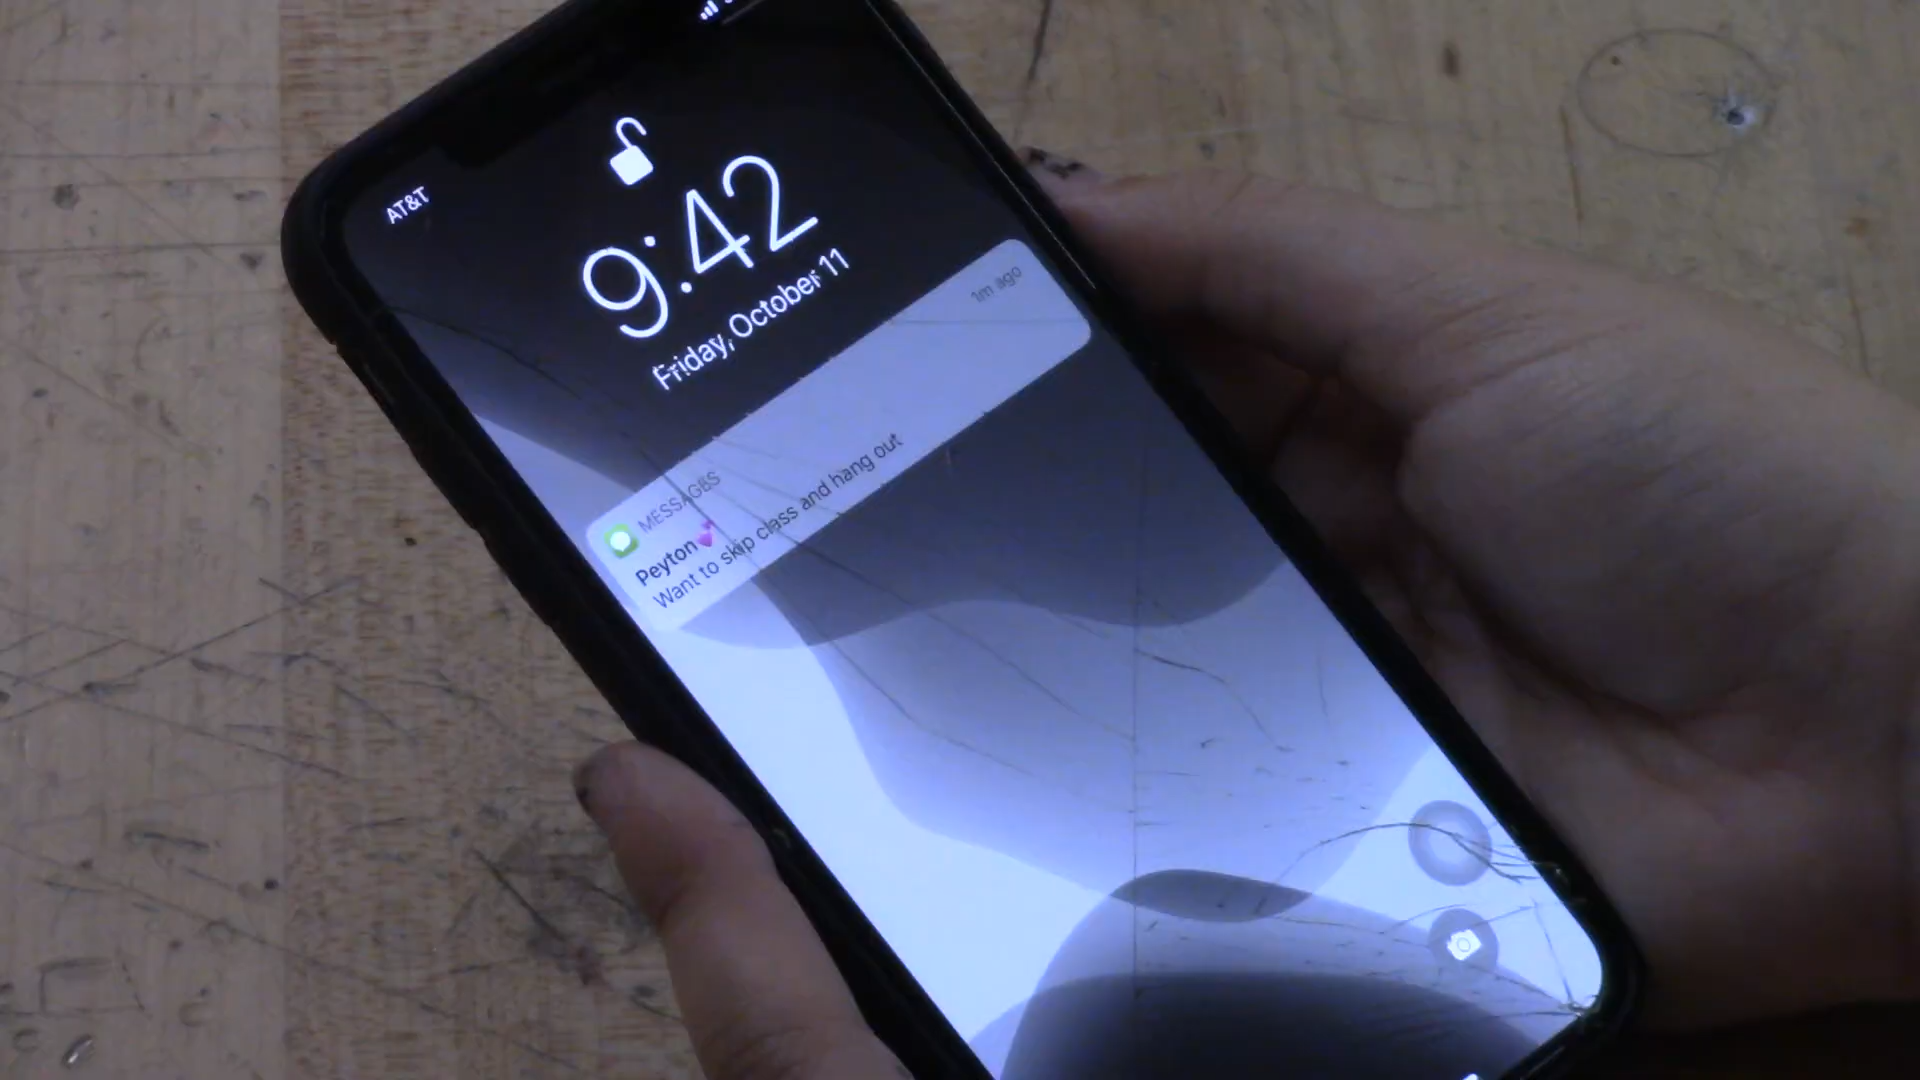 AT&T
9:42
Friday, October 11
MESSAGES
1m ago
Peyton💕
Want to skip class and hang out